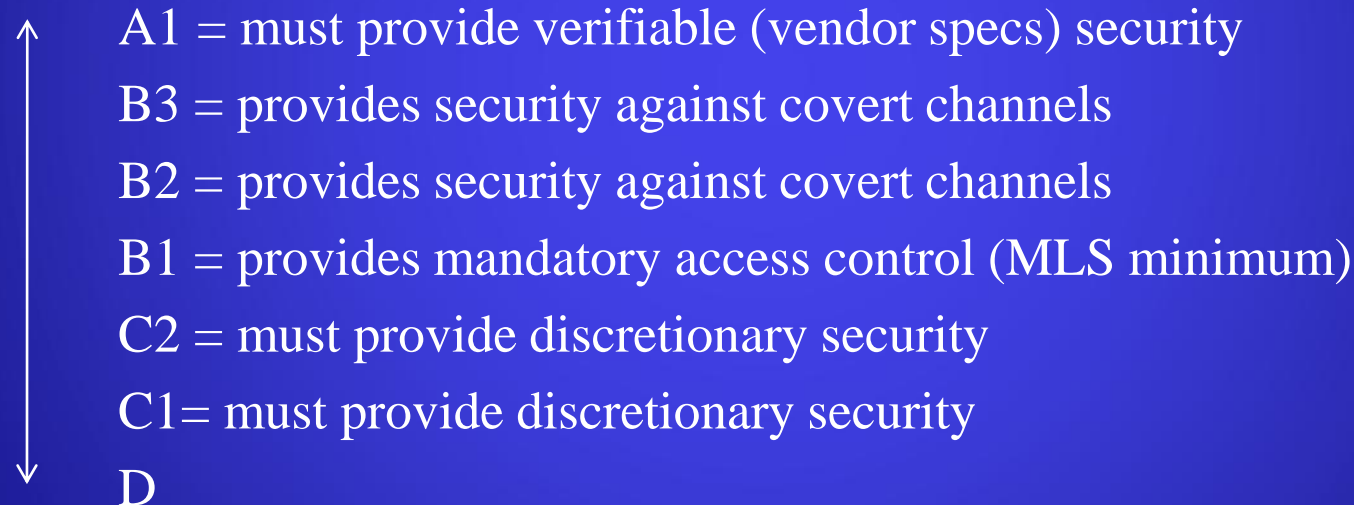 A1 = must provide verifiable (vendor specs) security
B3 = provides security against covert channels
B2 = provides security against covert channels
B1 = provides mandatory access control (MLS minimum)
C2 = must provide discretionary security
C1= must provide discretionary security
D